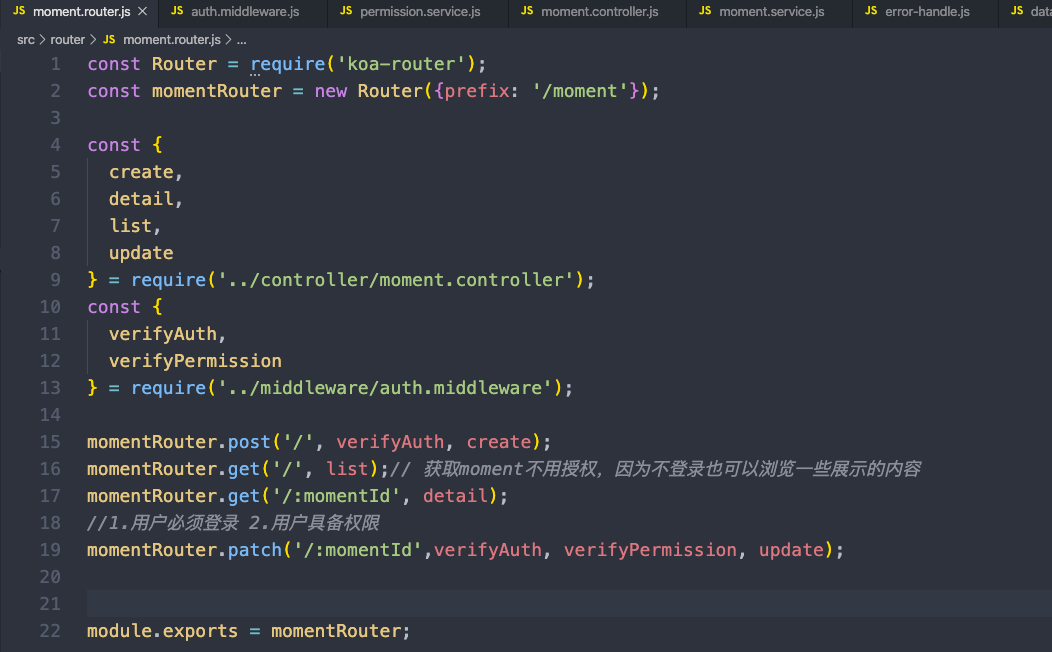 JS moment.router.js × JS auth.middleware.js JS permission.service.js JS moment.controller.js JS moment.service.js JS error-handle.js JS data
src > router > JS moment.router.js > ...
1 const Router = require('koa-router');
2 const momentRouter = new Router({prefix: '/moment'});
3
4 const {
5   create,
6   detail,
7   list,
8   update
9 } = require('../controller/moment.controller');
10 const {
11   verifyAuth,
12   verifyPermission
13 } = require('../middleware/auth.middleware');
14
15 momentRouter.post('/', verifyAuth, create);
16 momentRouter.get('/', list);// 获取moment不用授权，因为不登录也可以浏览一些展示的内容
17 momentRouter.get('/:momentId', detail);
18 //1.用户必须登录 2.用户具备权限
19 momentRouter.patch('/:momentId',verifyAuth, verifyPermission, update);
20
21
22 module.exports = momentRouter;